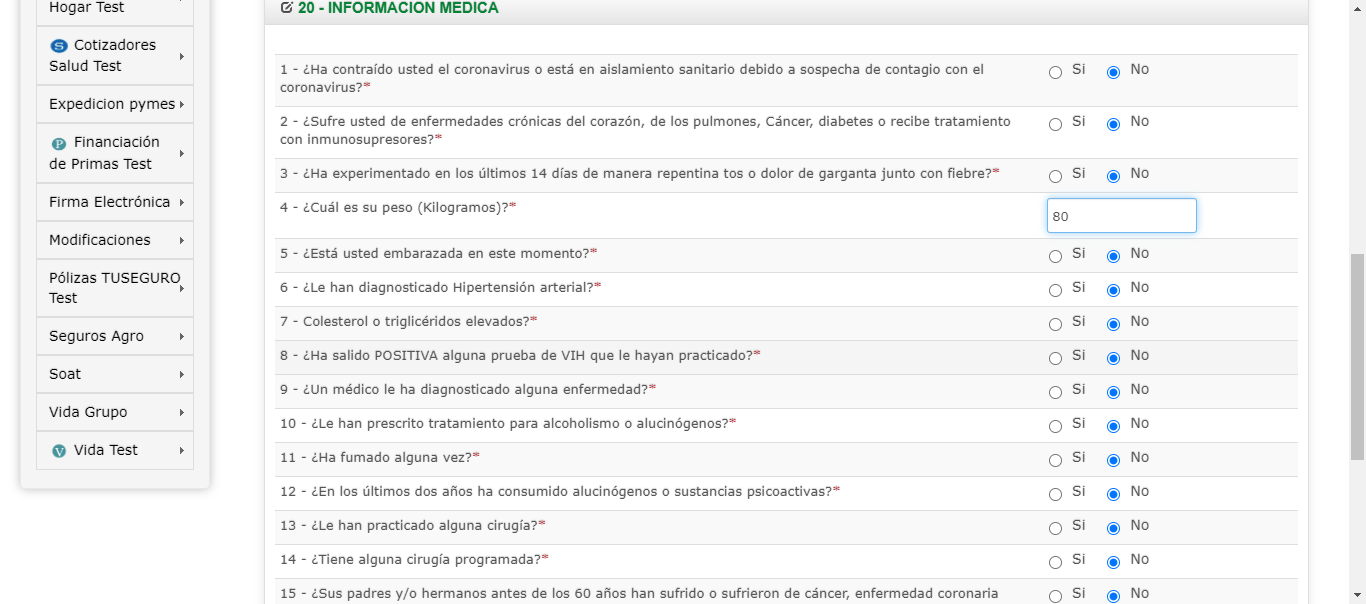 Hogar Test
S Cotizadores
Salud Test
Expedicion pymes
P Financiación
de Primas Test
Firma Electrónica
Modificaciones
Pólizas TUSEGURO
Test
Seguros Agro
Soat
Vida Grupo
V Vida Test
20 - INFORMACION MEDICA
1 - ¿Ha contraído usted el coronavirus o está en aislamiento sanitario debido a sospecha de contagio con el
coronavirus?* Si No
2 - ¿Sufre usted de enfermedades crónicas del corazón, de los pulmones, Cáncer, diabetes o recibe tratamiento
con inmunosupresores?* Si No
3 - ¿Ha experimentado en los últimos 14 días de manera repentina tos o dolor de garganta junto con fiebre?* Si No
4 - ¿Cuál es su peso (Kilogramos)?* 80
5 - ¿Está usted embarazada en este momento?* Si No
6 - ¿Le han diagnosticado Hipertensión arterial?* Si No
7 - Colesterol o triglicéridos elevados?* Si No
8 - ¿Ha salido POSITIVA alguna prueba de VIH que le hayan practicado?* Si No
9 - ¿Un médico le ha diagnosticado alguna enfermedad?* Si No
10 - ¿Le han prescrito tratamiento para alcoholismo o alucinógenos?* Si No
11 - ¿Ha fumado alguna vez?* Si No
12 - ¿En los últimos dos años ha consumido alucinógenos o sustancias psicoactivas?* Si No
13 - ¿Le han practicado alguna cirugía?* Si No
14 - ¿Tiene alguna cirugía programada?* Si No
15 - ¿Sus padres y/o hermanos antes de los 60 años han sufrido o sufrieron de cáncer, enfermedad coronaria Si No